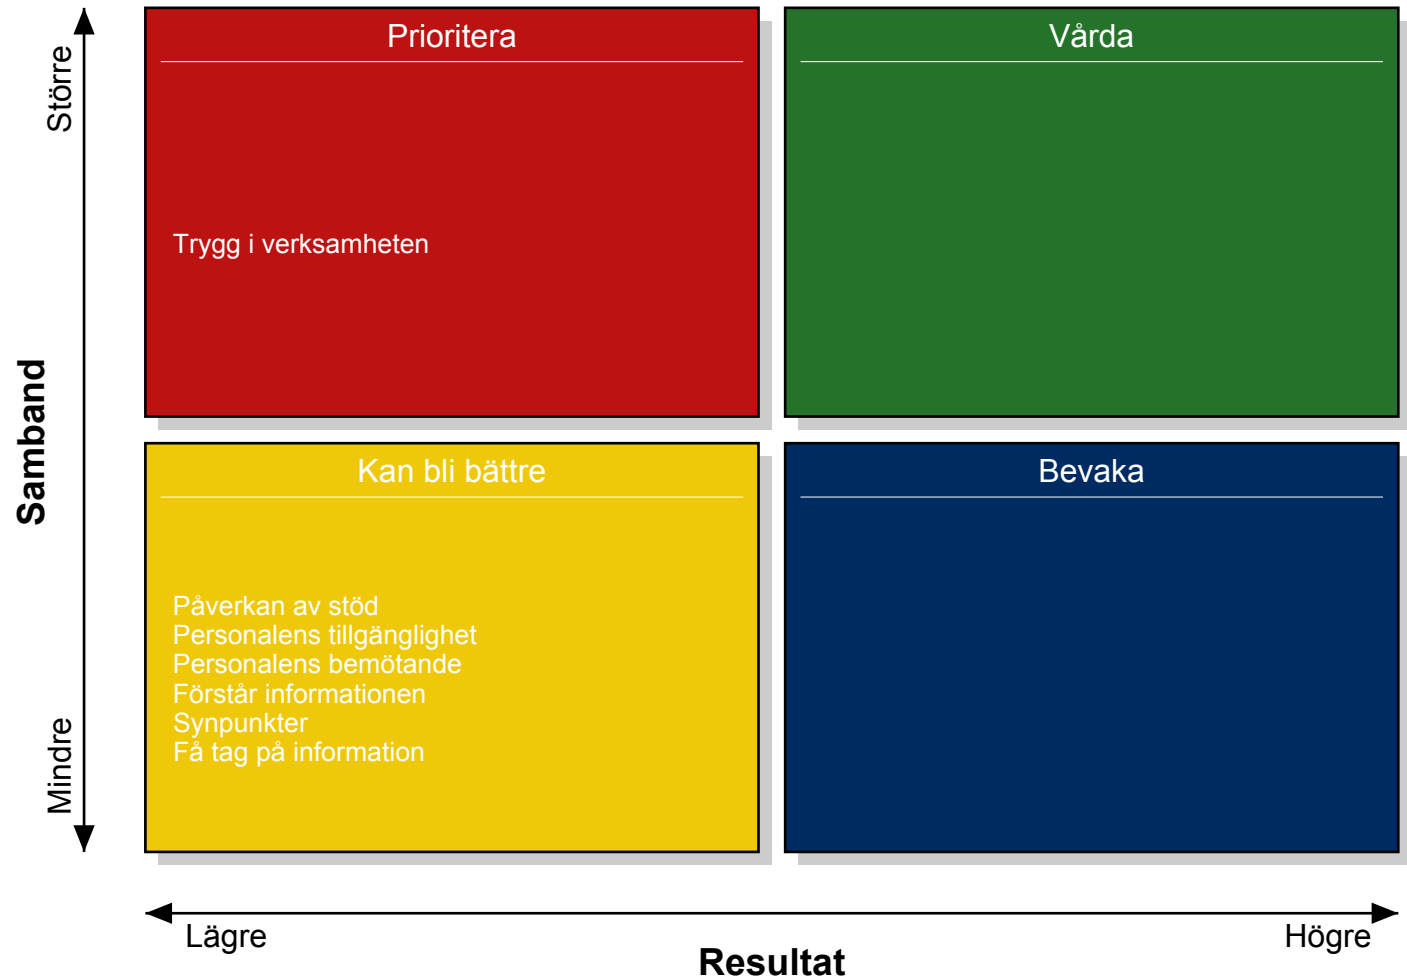 Prioritera
Vårda
Större
Trygg i verksamheten
Samband
Kan bli bättre
Bevaka
Påverkan av stöd
Personalens tillgänglighet
Personalens bemötande
Förstår informationen
Synpunkter
Få tag på information
Mindre
Lägre
Högre
Resultat